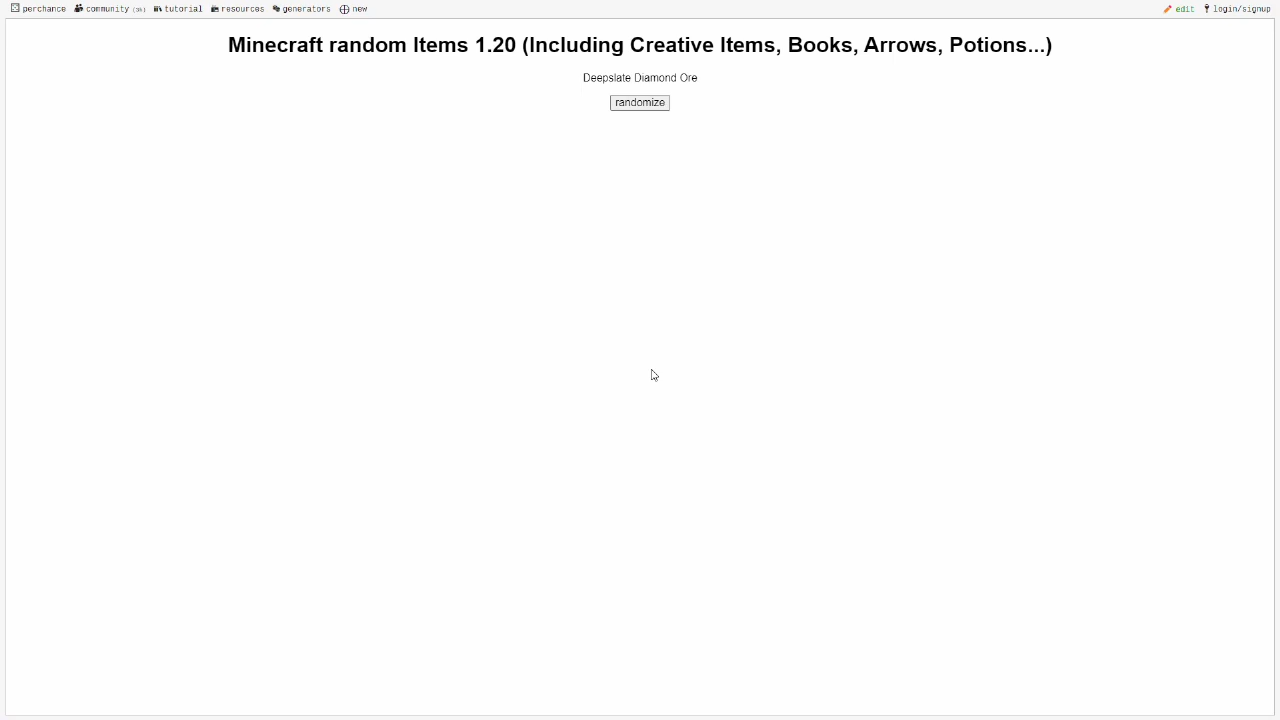 perchance community (35) tutorial resources generators new edit login/signup
Minecraft random Items 1.20 (Including Creative Items, Books, Arrows, Potions...)
Deepslate Diamond Ore
randomize